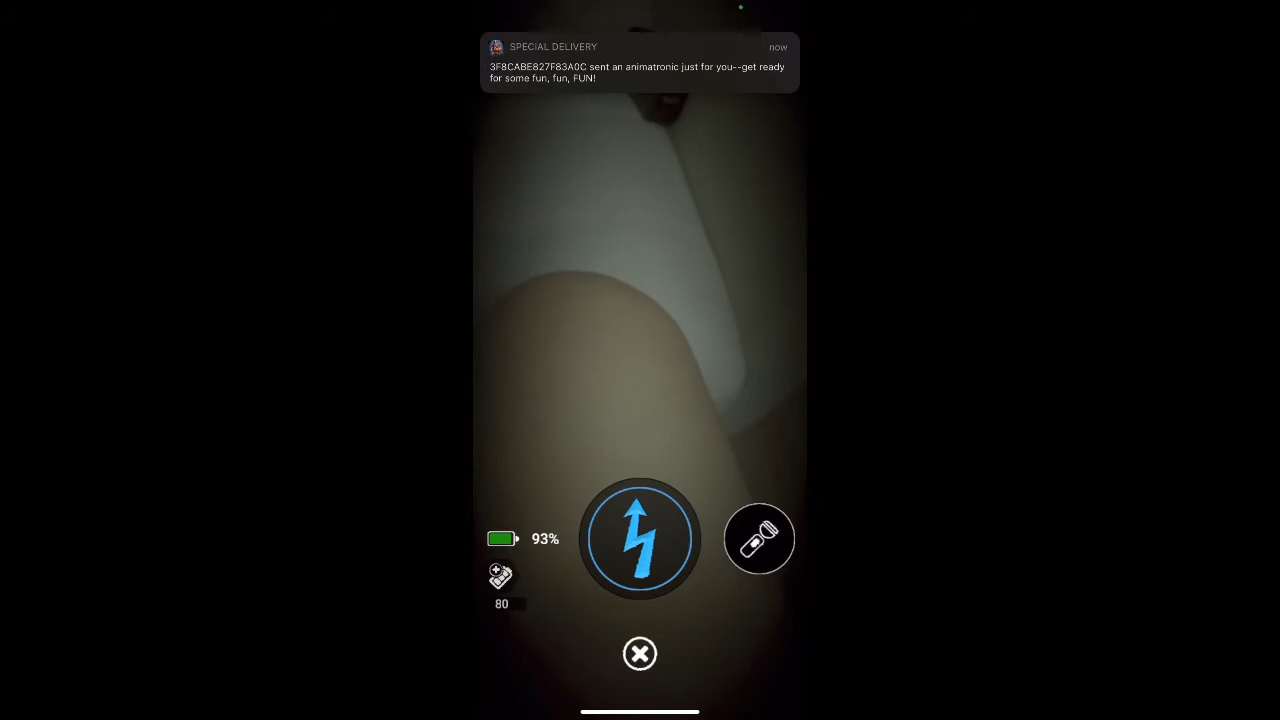 SPECIAL DELIVERY
now
3F8CABE827F83A0C sent an animatronic just for you--get ready
for some fun, fun, FUN!
93%
80